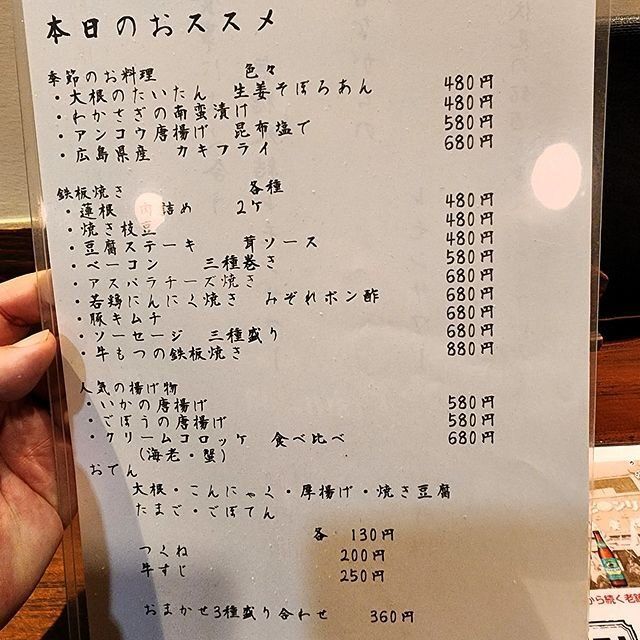 本日のおススメ
季節のお料理 色々
・大根のたいたん 生姜そぼろあん 480円
・わかさぎの南蛮漬け 480円
・アンコウ唐揚げ 昆布塩で 580円
・広島県産 カキフライ 680円
鉄板焼き 各種
・蓮根 肉詰め 2ケ 480円
・焼き枝豆 480円
・豆腐ステーキ 茸ソース 480円
・ベーコン 三種巻き 580円
・アスパラチーズ焼き 680円
・若鶏にんにく焼き みぞれポン酢 680円
・豚キムチ 680円
・ソーセージ 三種盛り 680円
・牛もつの鉄板焼き 880円
人気の揚げ物
・いかの唐揚げ 580円
・ごぼうの唐揚げ 580円
・クリームコロッケ 食べ比べ 680円
(海老・蟹)
おでん
大根・こんにゃく・厚揚げ・焼き豆腐
たまご・ごぼてん
各 130円
つくね 200円
牛すじ 250円
おまかせ3種盛り合わせ 360円
から続く老